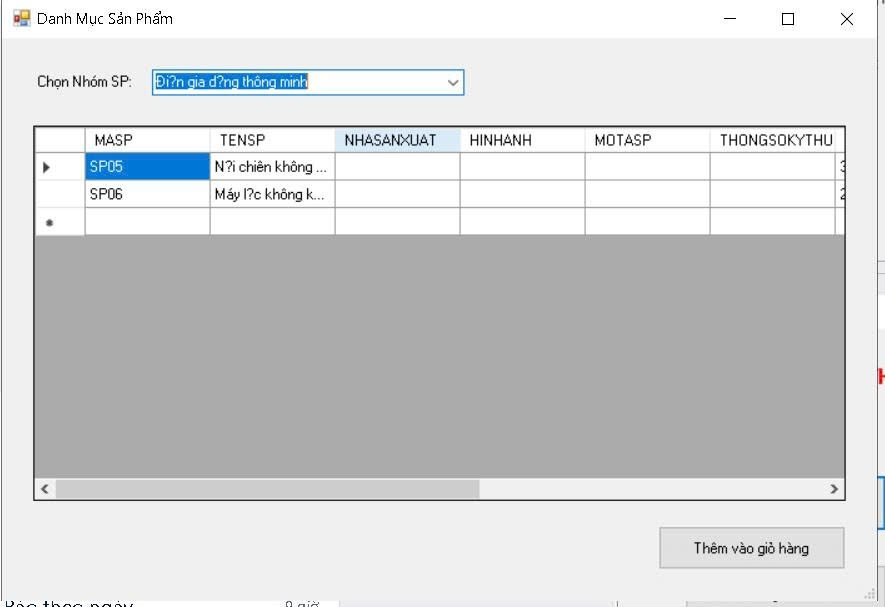 Danh Mục Sản Phẩm
Chọn Nhóm SP: Đi?n gia d?ng thông minh
MASP TENSP NHASANXUAT HINHANH MOTASP THONGSOKYTHU
SP05 N?i chiên không ...
SP06 Máy l?c không k...
Thêm vào giỏ hàng